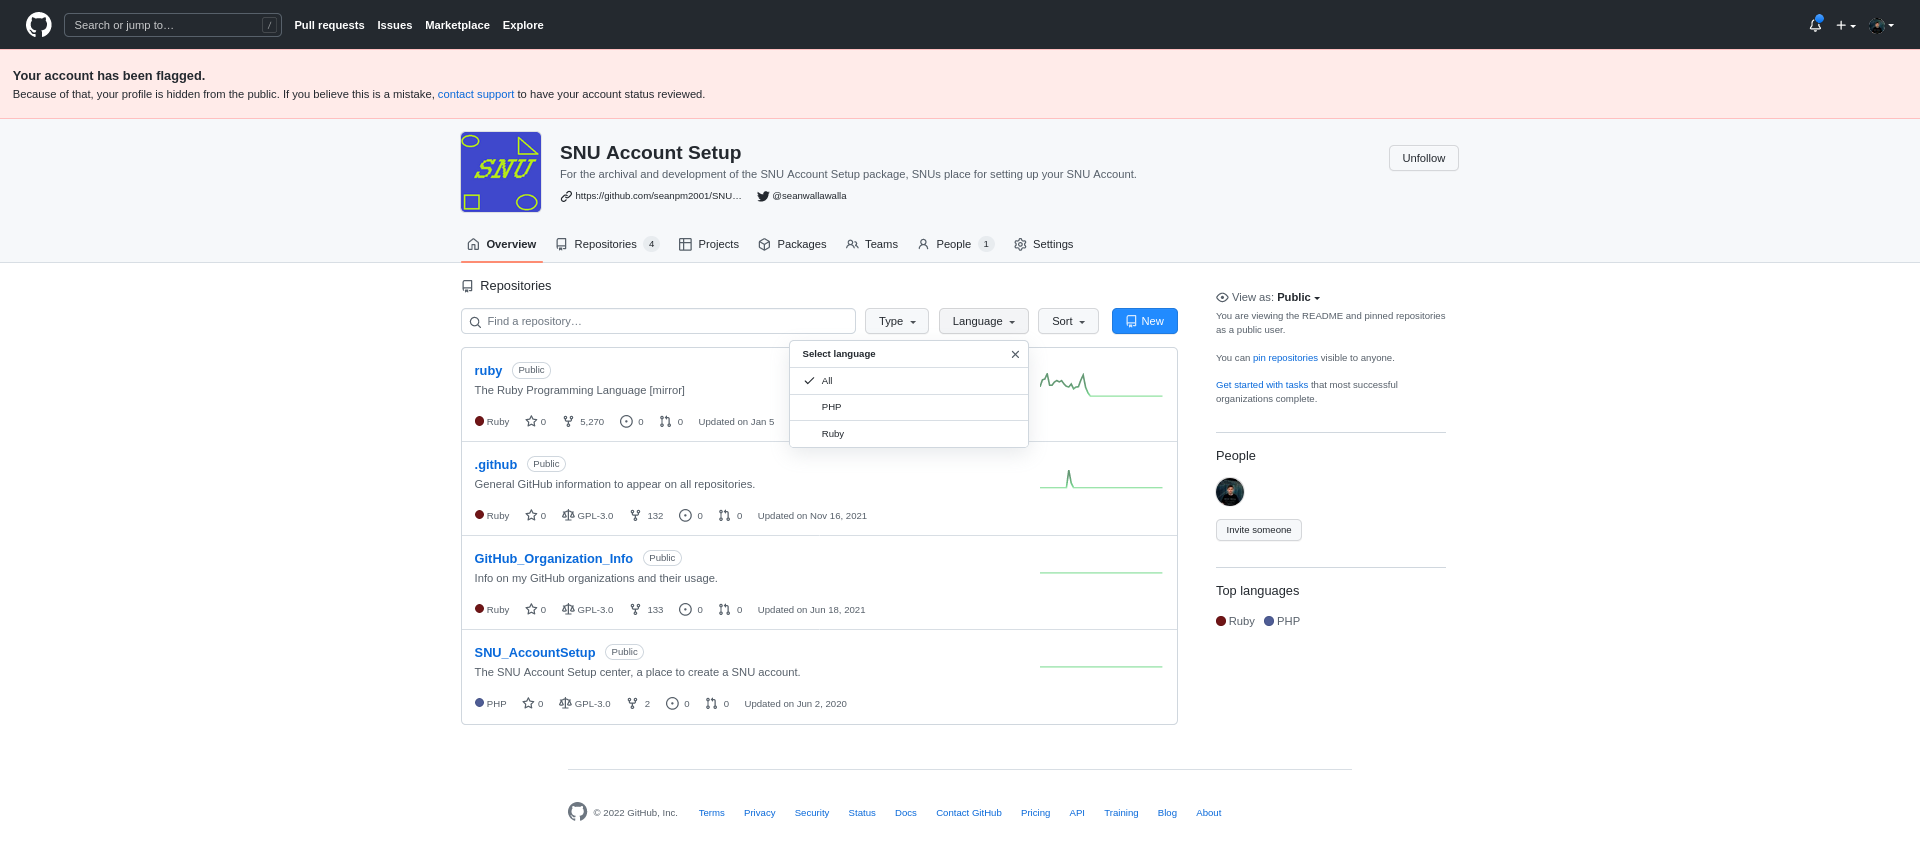 Search or jump to… /
Pull requests Issues Marketplace Explore
Your account has been flagged.
Because of that, your profile is hidden from the public. If you believe this is a mistake, contact support to have your account status reviewed.
SNU
SNU Account Setup
For the archival and development of the SNU Account Setup package, SNUs place for setting up your SNU Account.
https://github.com/seanpm2001/SNU… @seanwallawalla
Unfollow
Overview Repositories 4 Projects Packages Teams People 1 Settings
Repositories
Find a repository… Type Language Sort New
Select language
All
PHP
Ruby
ruby Public
The Ruby Programming Language [mirror]
Ruby 0 5,270 0 0 Updated on Jan 5
.github Public
General GitHub information to appear on all repositories.
Ruby 0 GPL-3.0 132 0 0 Updated on Nov 16, 2021
GitHub_Organization_Info Public
Info on my GitHub organizations and their usage.
Ruby 0 GPL-3.0 133 0 0 Updated on Jun 18, 2021
SNU_AccountSetup Public
The SNU Account Setup center, a place to create a SNU account.
PHP 0 GPL-3.0 2 0 0 Updated on Jun 2, 2020
View as: Public
You are viewing the README and pinned repositories
as a public user.
You can pin repositories visible to anyone.
Get started with tasks that most successful
organizations complete.
People
Invite someone
Top languages
Ruby PHP
© 2022 GitHub, Inc. Terms Privacy Security Status Docs Contact GitHub Pricing API Training Blog About